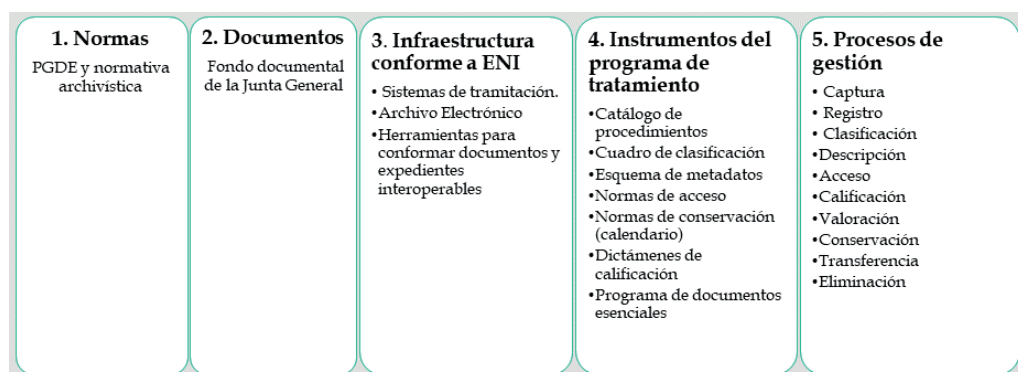 1. Normas
PGDE y normativa
archivística
2. Documentos
Fondo documental
de la Junta General
3. Infraestructura
conforme a ENI
• Sistemas de tramitación.
•Archivo Electrónico
•Herramientas para
conformar documentos y
expedientes
interoperables
4. Instrumentos del
programa de
tratamiento
•Catálogo de
procedimientos
•Cuadro de clasificación
•Esquema de metadatos
•Normas de acceso
•Normas de conservación
(calendario)
•Dictámenes de
calificación
•Programa de documentos
esenciales
5. Procesos de
gestión
• Captura
• Registro
• Clasificación
•Descripción
•Acceso
•Calificación
•Valoración
•Conservación
•Transferencia
•Eliminación